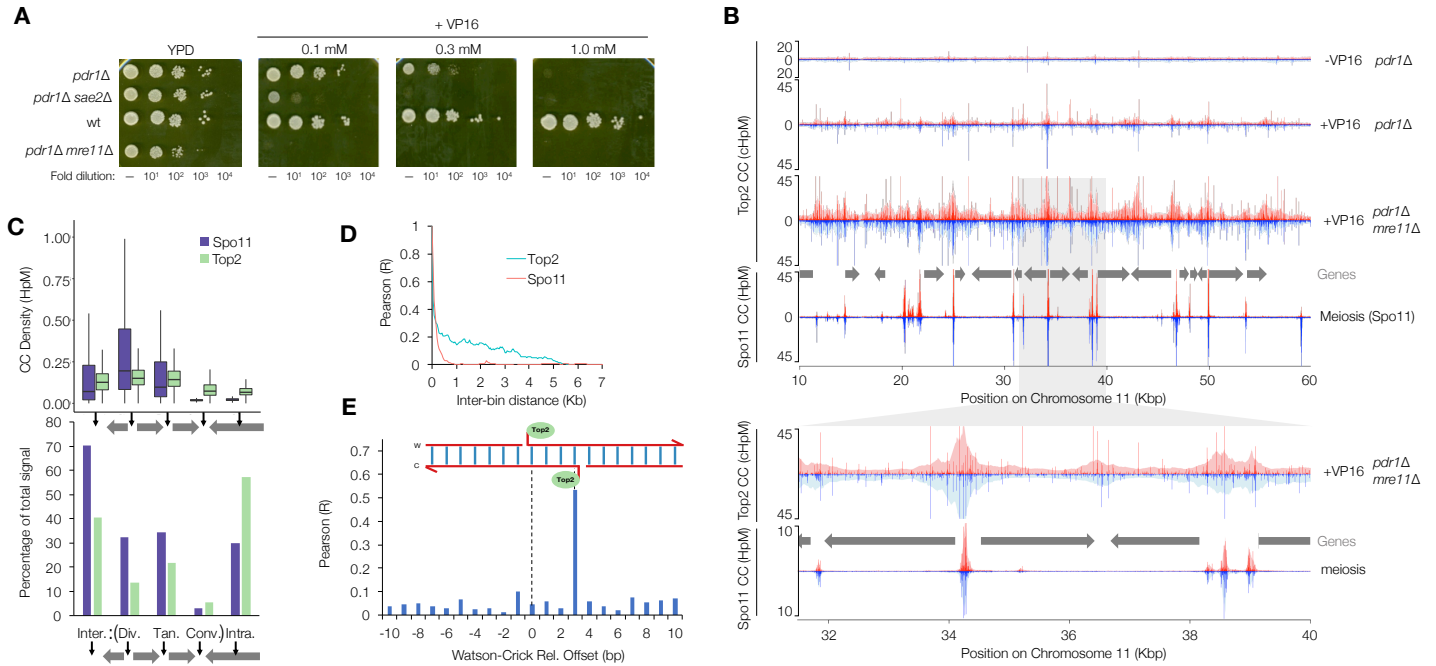 A
+ VP16
YPD
0.1 mM
0.3 mM
1.0 mM
pdr1Δ
pdr1Δ sae2Δ
wt
pdr1Δ mre11Δ
Fold dilution:
– 10¹ 10² 10³ 10⁴
– 10¹ 10² 10³ 10⁴
– 10¹ 10² 10³ 10⁴
– 10¹ 10² 10³ 10⁴
B
Top2 CC (cHpM)
20
0
20
-VP16 pdr1Δ
45
0
45
+VP16 pdr1Δ
45
0
45
+VP16 pdr1Δ
mre11Δ
Genes
Spo11 CC (HpM)
45
0
45
Meiosis (Spo11)
10 20 30 40 50 60
Position on Chromosome 11 (Kbp)
Top2 CC (cHpM)
45
45
+VP16 pdr1Δ
mre11Δ
Genes
Spo11 CC (HpM)
10
10
meiosis
32 34 36 38 40
Position on Chromosome 11 (Kbp)
C
CC Density (HpM)
1.00
0.75
0.50
0.25
0.00
Spo11
Top2
Percentage of total signal
80
70
60
50
40
30
20
10
0
Inter.:(Div. Tan. Conv.) Intra.
D
Pearson (R)
1
0.8
0.6
0.4
0.2
0
Top2
Spo11
0 1 2 3 4 5 6 7
Inter-bin distance (Kb)
E
Pearson (R)
0.7
0.6
0.5
0.4
0.3
0.2
0.1
0
Top2
W
C
Top2
-10 -8 -6 -4 -2 0 2 4 6 8 10
Watson-Crick Rel. Offset (bp)